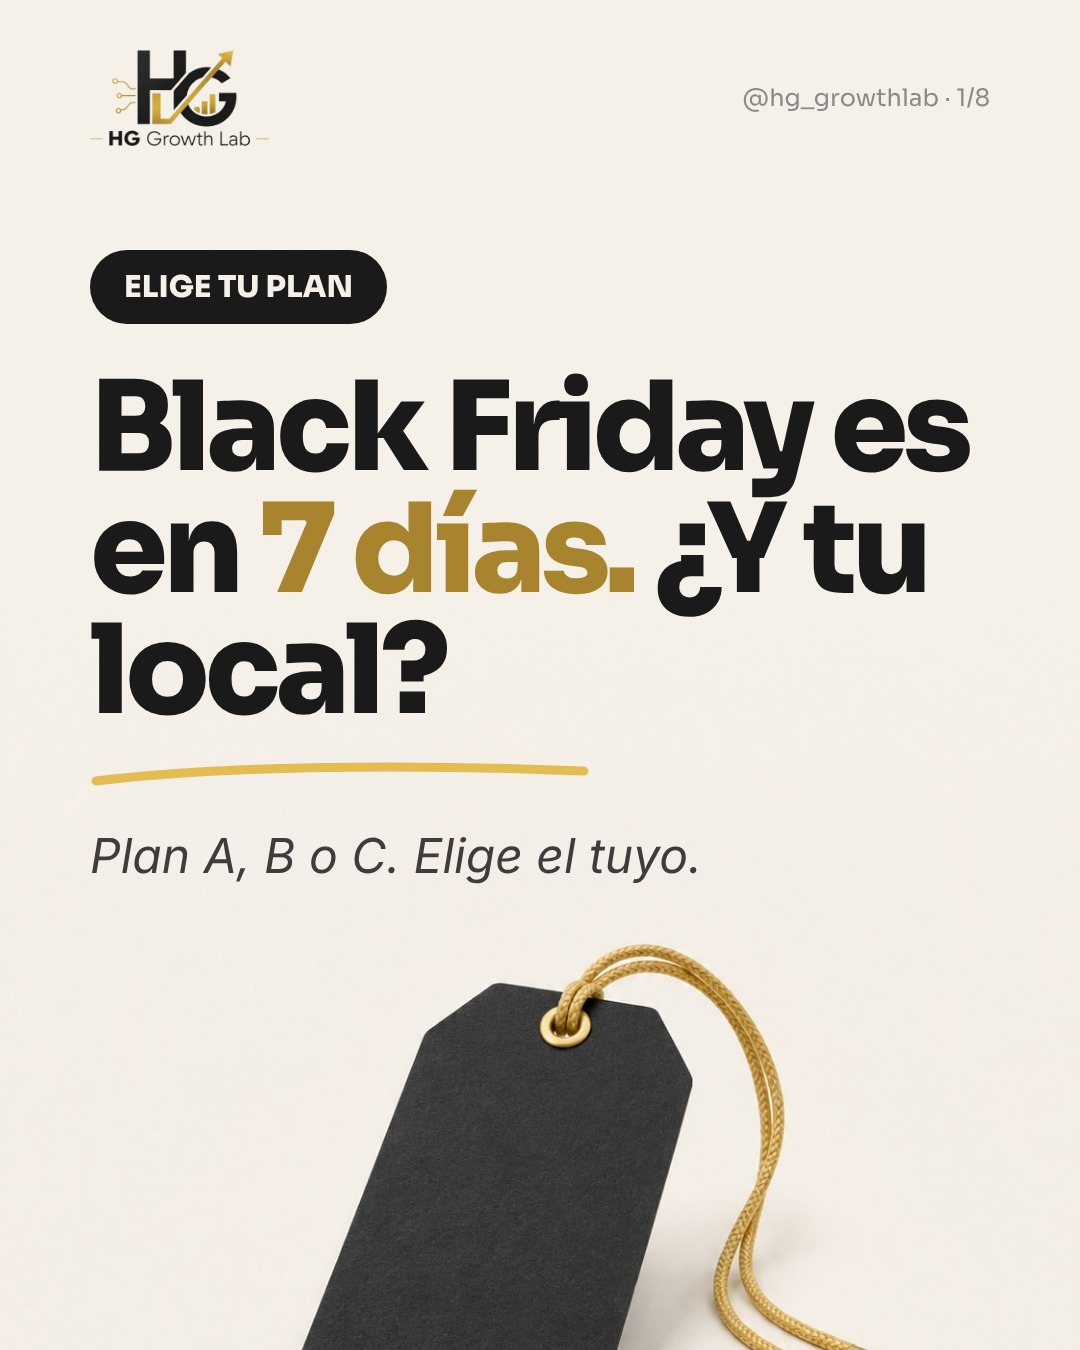 HG
HG Growth Lab
@hg_growthlab · 1/8
ELIGE TU PLAN
Black Friday es
en 7 días. ¿Y tu
local?
Plan A, B o C. Elige el tuyo.